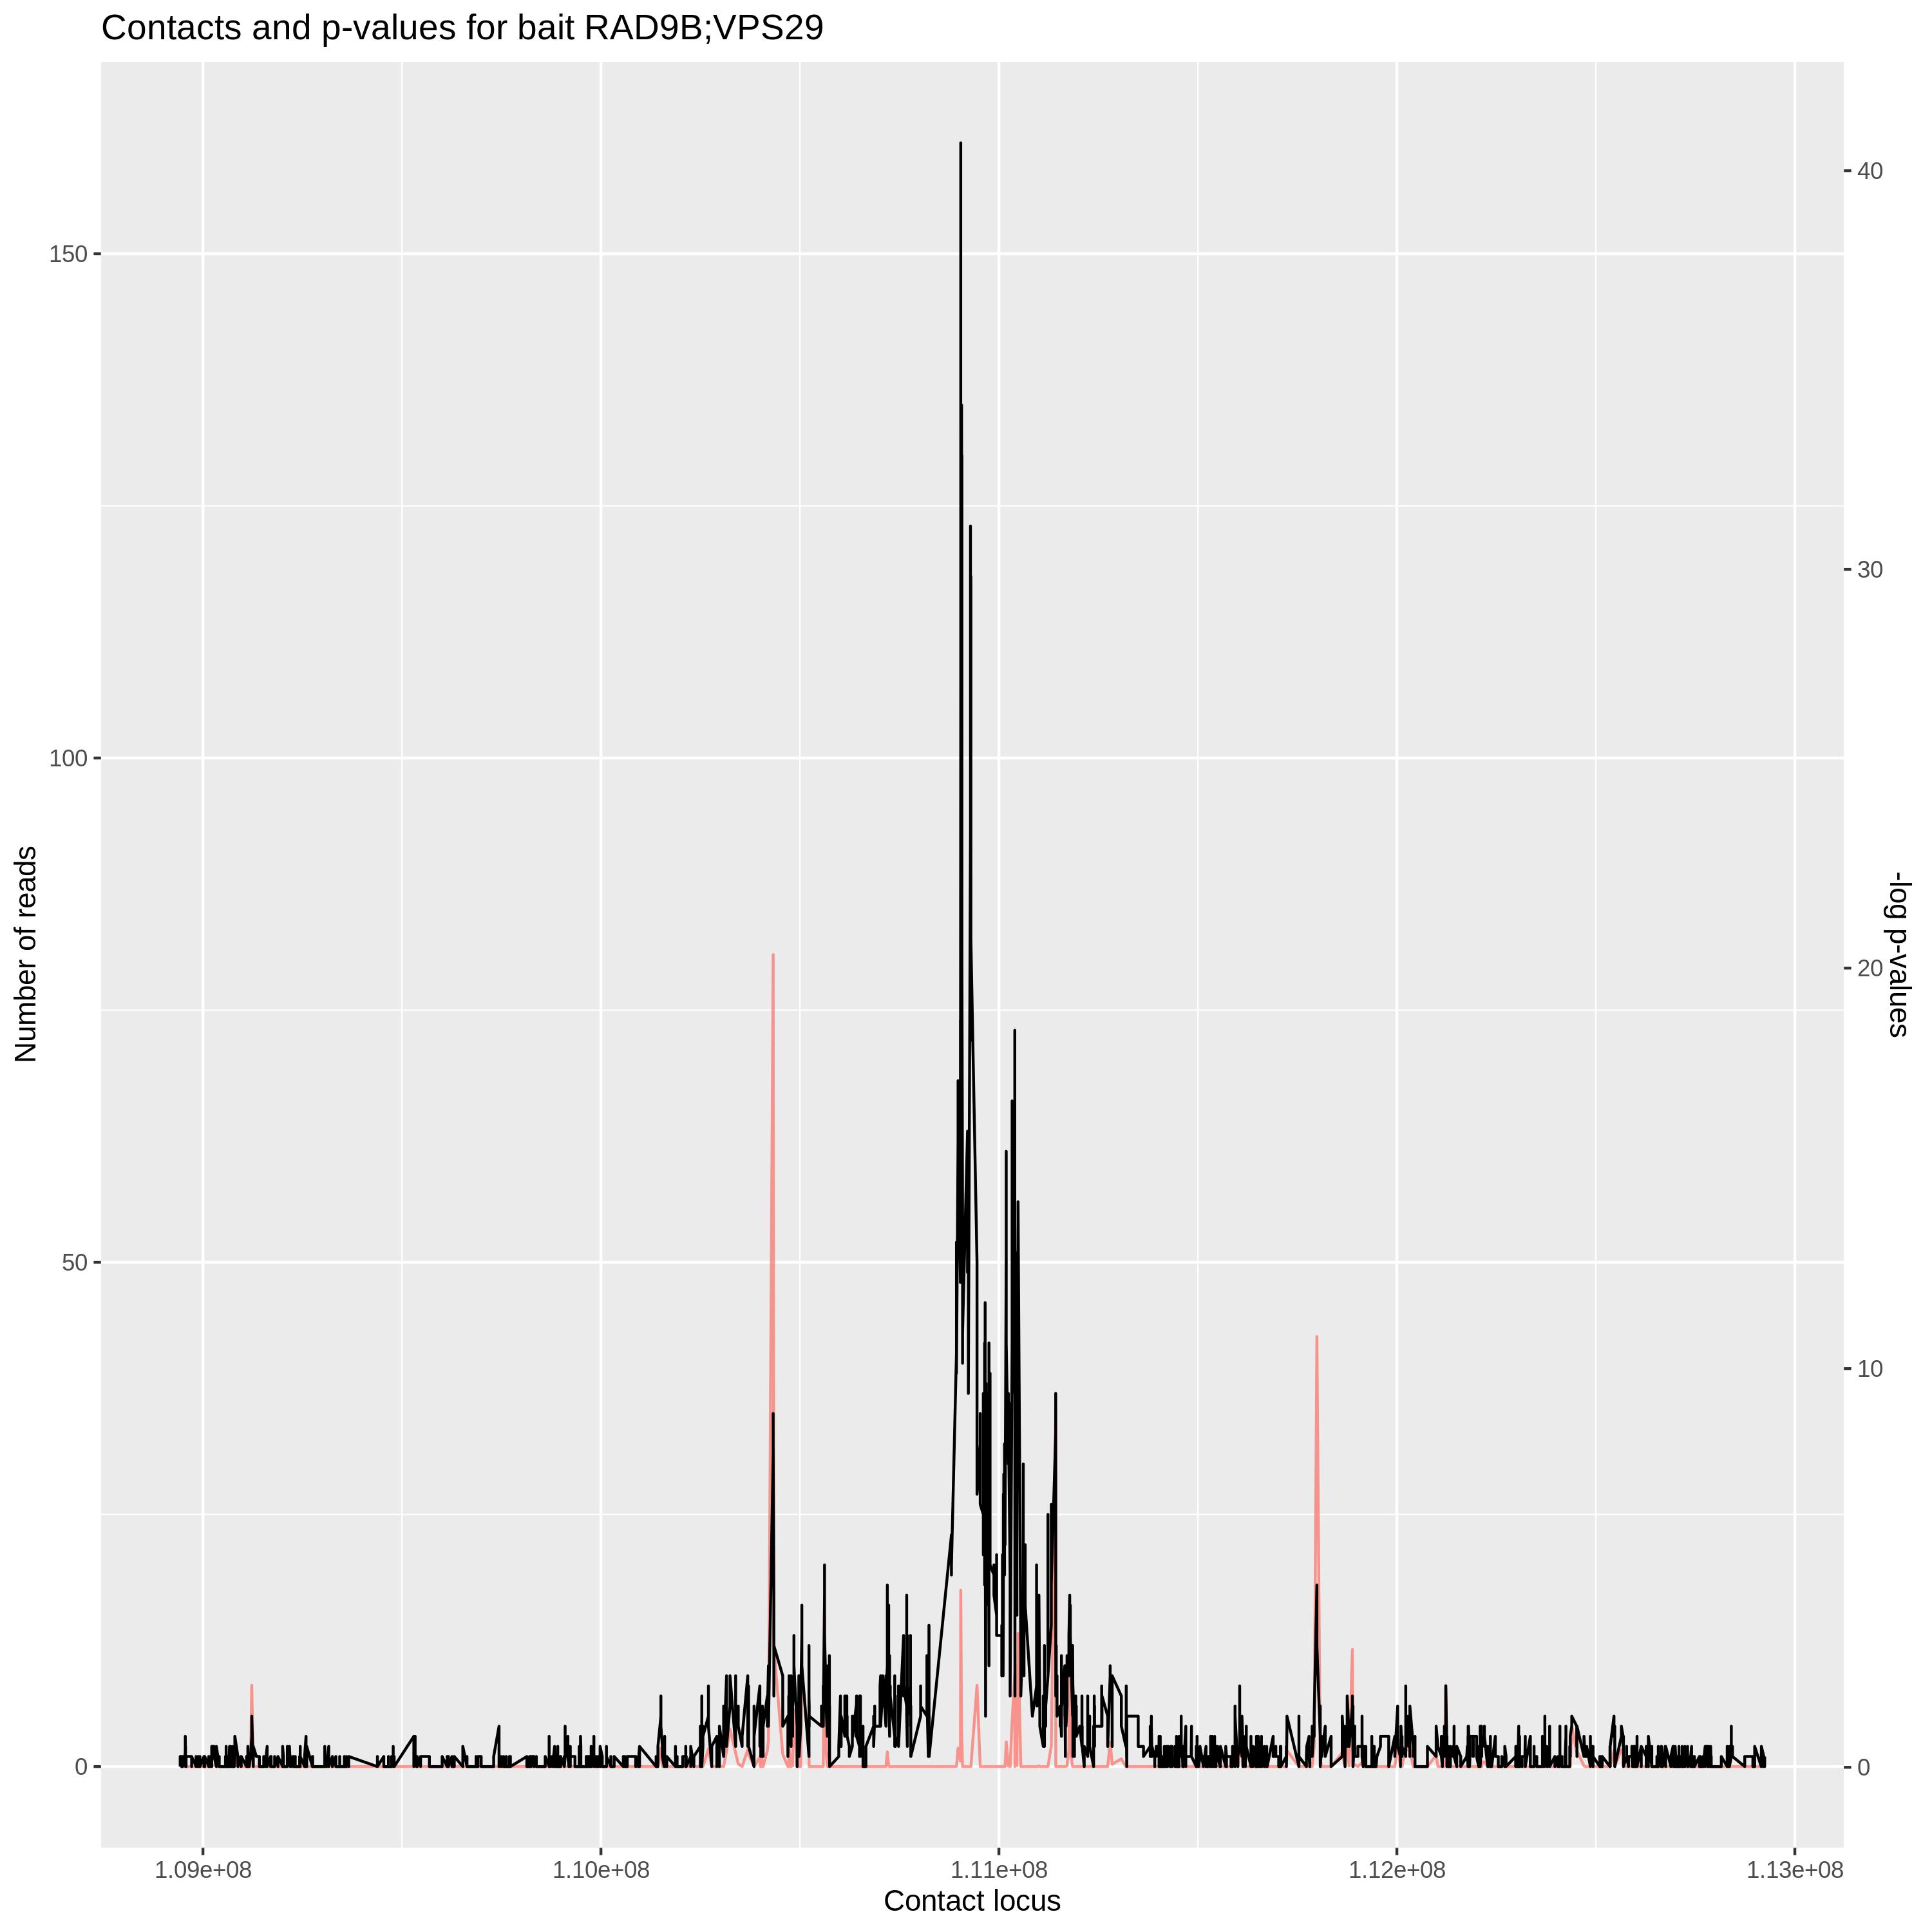 Contacts and p-values for bait RAD9B;VPS29
150
100
50
0
Number of reads
40
30
20
10
0
-log p-values
1.09e+08
1.10e+08
1.11e+08
1.12e+08
1.13e+08
Contact locus